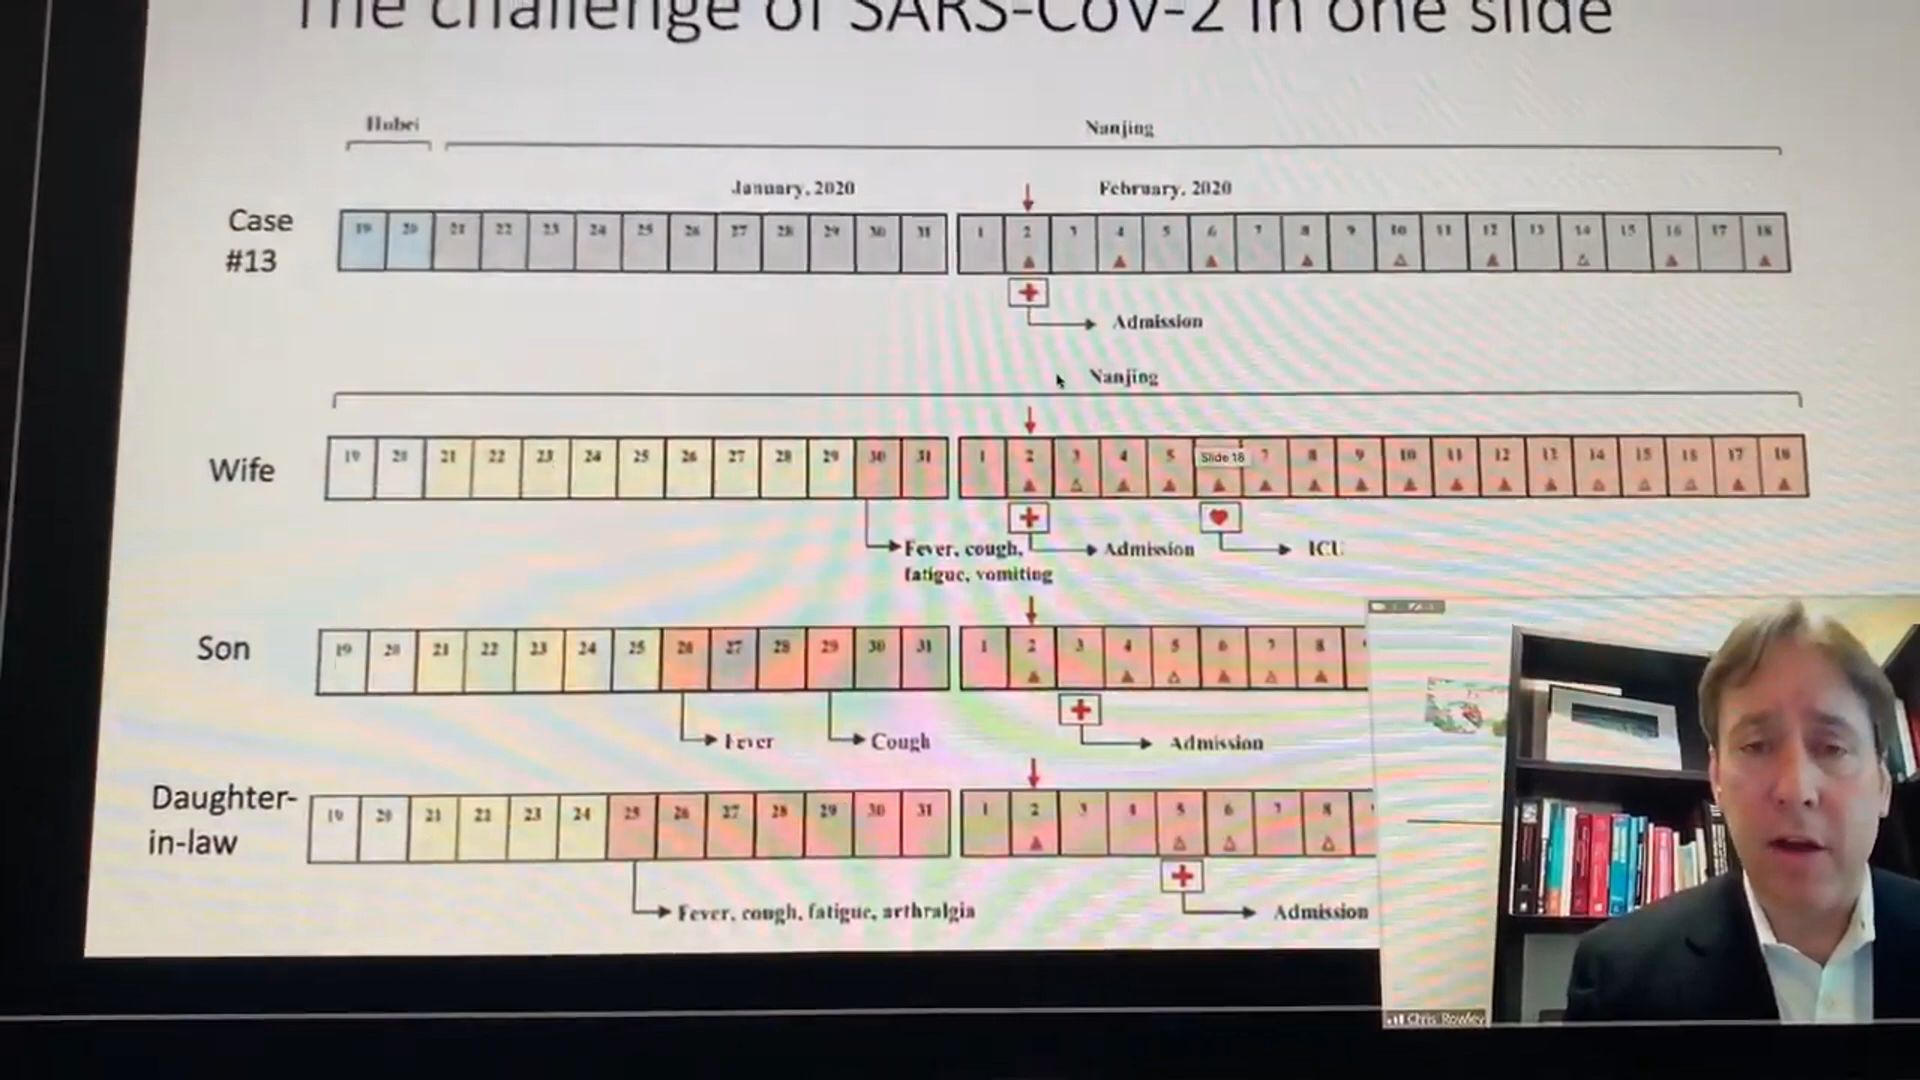 The challenge of SARS-CoV-2 in one slide
Hubei
Nanjing
January, 2020
February, 2020
Case
#13
19 20 21 22 23 24 25 26 27 28 29 30 31 1 2 3 4 5 6 7 8 9 10 11 12 13 14 15 16 17 18
Admission
Nanjing
Wife
19 20 21 22 23 24 25 26 27 28 29 30 31 1 2 3 4 5 Slide 18 7 8 9 10 11 12 13 14 15 16 17 18
Fever, cough,
fatigue, vomiting
Admission
ICU
Son
19 20 21 22 23 24 25 26 27 28 29 30 31 1 2 3 4 5 6 7 8
Fever
Cough
Admission
Daughter-
in-law
19 20 21 22 23 24 25 26 27 28 29 30 31 1 2 3 4 5 6 7 8
Fever, cough, fatigue, arthralgia
Admission
Chris Rowley